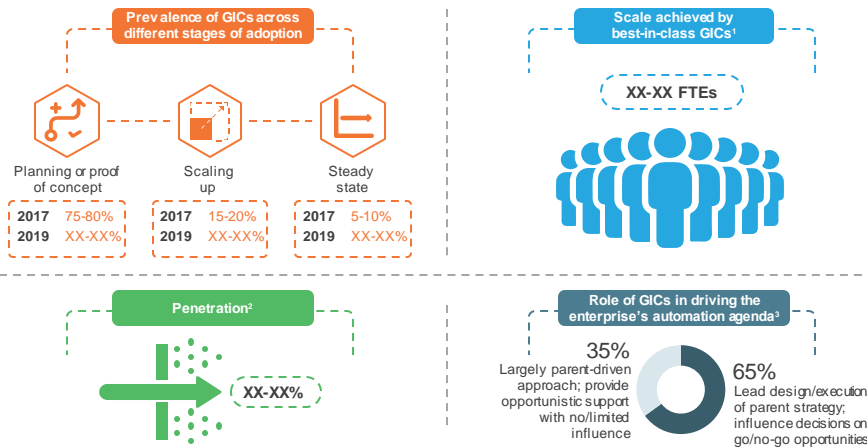 Prevalence of GICs across
different stages of adoption
Planning or proof
of concept
2017 75-80%
2019 XX-XX%
Scaling
up
2017 15-20%
2019 XX-XX%
Steady
state
2017 5-10%
2019 XX-XX%
Scale achieved by
best-in-class GICs¹
XX-XX FTEs
Penetration²
XX-XX%
Role of GICs in driving the
enterprise's automation agenda³
35%
Largely parent-driven
approach; provide
opportunistic support
with no/limited
influence
65%
Lead design/execution
of parent strategy;
influence decisions on
go/no-go opportunities